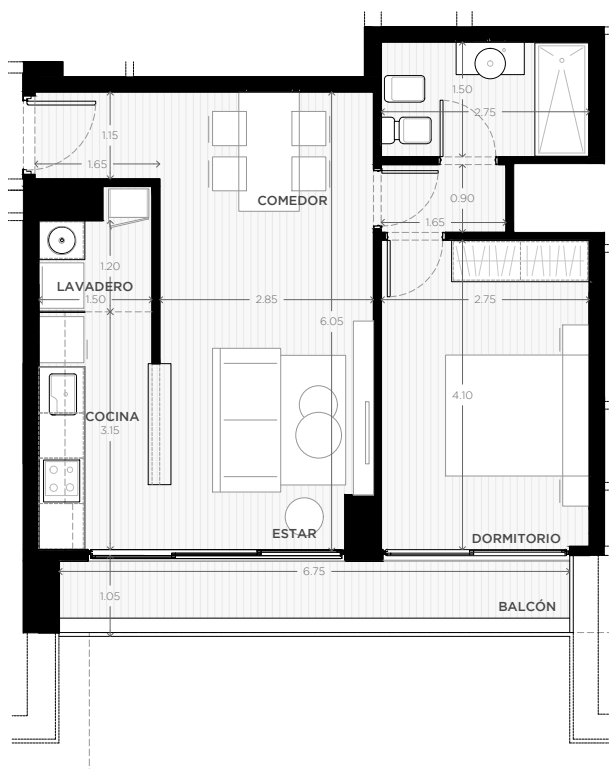 1.50
2.75
1.15
1.65
0.90
COMEDOR
1.65
1.20
LAVADERO
1.50
2.85
2.75
6.05
4.10
COCINA
3.15
ESTAR
DORMITORIO
6.75
1.05
BALCÓN